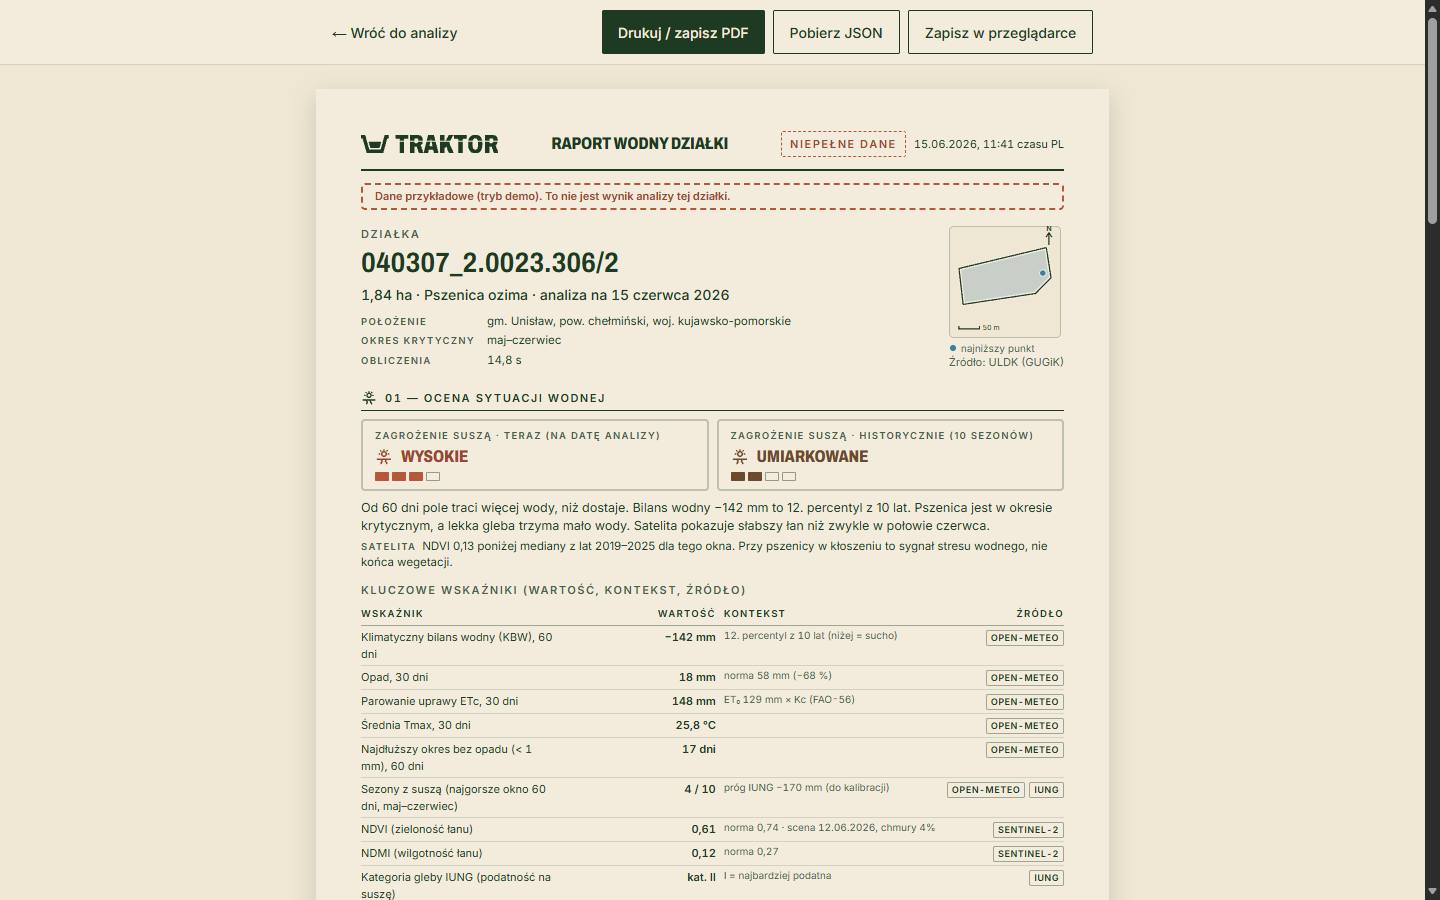 ← Wróć do analizy
Drukuj / zapisz PDF
Pobierz JSON
Zapisz w przeglądarce
TRAKTOR
RAPORT WODNY DZIAŁKI
NIEPEŁNE DANE
15.06.2026, 11:41 czasu PL
Dane przykładowe (tryb demo). To nie jest wynik analizy tej działki.
DZIAŁKA
040307_2.0023.306/2
1,84 ha · Pszenica ozima · analiza na 15 czerwca 2026
POŁOŻENIE gm. Unisław, pow. chełmiński, woj. kujawsko-pomorskie
OKRES KRYTYCZNY maj–czerwiec
OBLICZENIA 14,8 s
N
50 m
najniższy punkt
Źródło: ULDK (GUGiK)
01 — OCENA SYTUACJI WODNEJ
ZAGROŻENIE SUSZĄ · TERAZ (NA DATĘ ANALIZY)
WYSOKIE
ZAGROŻENIE SUSZĄ · HISTORYCZNIE (10 SEZONÓW)
UMIARKOWANE
Od 60 dni pole traci więcej wody, niż dostaje. Bilans wodny −142 mm to 12. percentyl z 10 lat. Pszenica jest w okresie
krytycznym, a lekka gleba trzyma mało wody. Satelita pokazuje słabszy łan niż zwykle w połowie czerwca.
SATELITA NDVI 0,13 poniżej mediany z lat 2019–2025 dla tego okna. Przy pszenicy w kłoszeniu to sygnał stresu wodnego, nie
końca wegetacji.
KLUCZOWE WSKAŹNIKI (WARTOŚĆ, KONTEKST, ŹRÓDŁO)
WSKAŹNIK WARTOŚĆ KONTEKST ŹRÓDŁO
Klimatyczny bilans wodny (KBW), 60 −142 mm 12. percentyl z 10 lat (niżej = sucho) OPEN-METEO
dni
Opad, 30 dni 18 mm norma 58 mm (−68 %) OPEN-METEO
Parowanie uprawy ETc, 30 dni 148 mm ET₀ 129 mm × Kc (FAO-56) OPEN-METEO
Średnia Tmax, 30 dni 25,8 °C OPEN-METEO
Najdłuższy okres bez opadu (< 1 17 dni OPEN-METEO
mm), 60 dni
Sezony z suszą (najgorsze okno 60 4 / 10 próg IUNG −170 mm (do kalibracji) OPEN-METEO IUNG
dni, maj–czerwiec)
NDVI (zieloność łanu) 0,61 norma 0,74 · scena 12.06.2026, chmury 4% SENTINEL-2
NDMI (wilgotność łanu) 0,12 norma 0,27 SENTINEL-2
Kategoria gleby IUNG (podatność na kat. II I = najbardziej podatna IUNG
suszę)